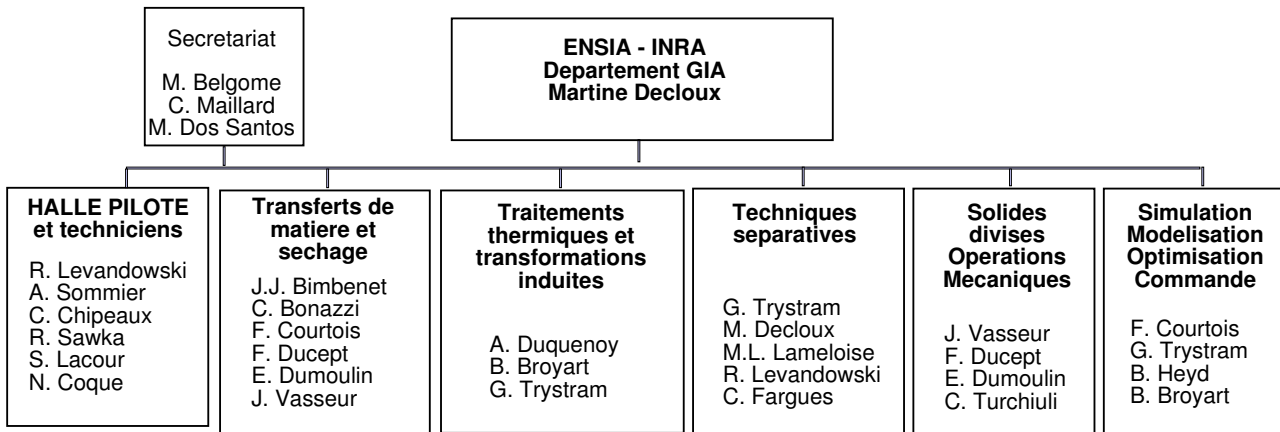 Secretariat
M. Belgome
C. Maillard
M. Dos Santos
ENSIA - INRA
Departement GIA
Martine Decloux
HALLE PILOTE
et techniciens
R. Levandowski
A. Sommier
C. Chipeaux
R. Sawka
S. Lacour
N. Coque
Transferts de
matiere et
sechage
J.J. Bimbenet
C. Bonazzi
F. Courtois
F. Ducept
E. Dumoulin
J. Vasseur
Traitements
thermiques et
transformations
induites
A. Duquenoy
B. Broyart
G. Trystram
Techniques
separatives
G. Trystram
M. Decloux
M.L. Lameloise
R. Levandowski
C. Fargues
Solides
divises
Operations
Mecaniques
J. Vasseur
F. Ducept
E. Dumoulin
C. Turchiuli
Simulation
Modelisation
Optimisation
Commande
F. Courtois
G. Trystram
B. Heyd
B. Broyart